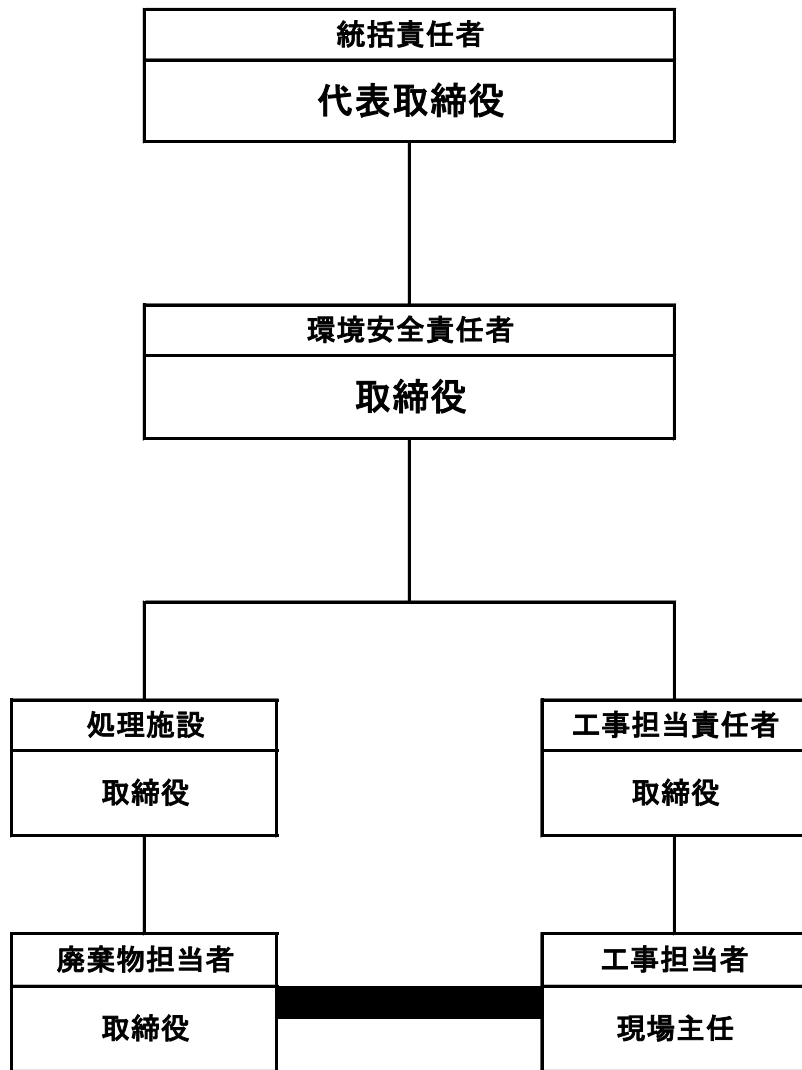 統括責任者
代表取締役
環境安全責任者
取締役
処理施設
取締役
工事担当責任者
取締役
廃棄物担当者
取締役
工事担当者
現場主任